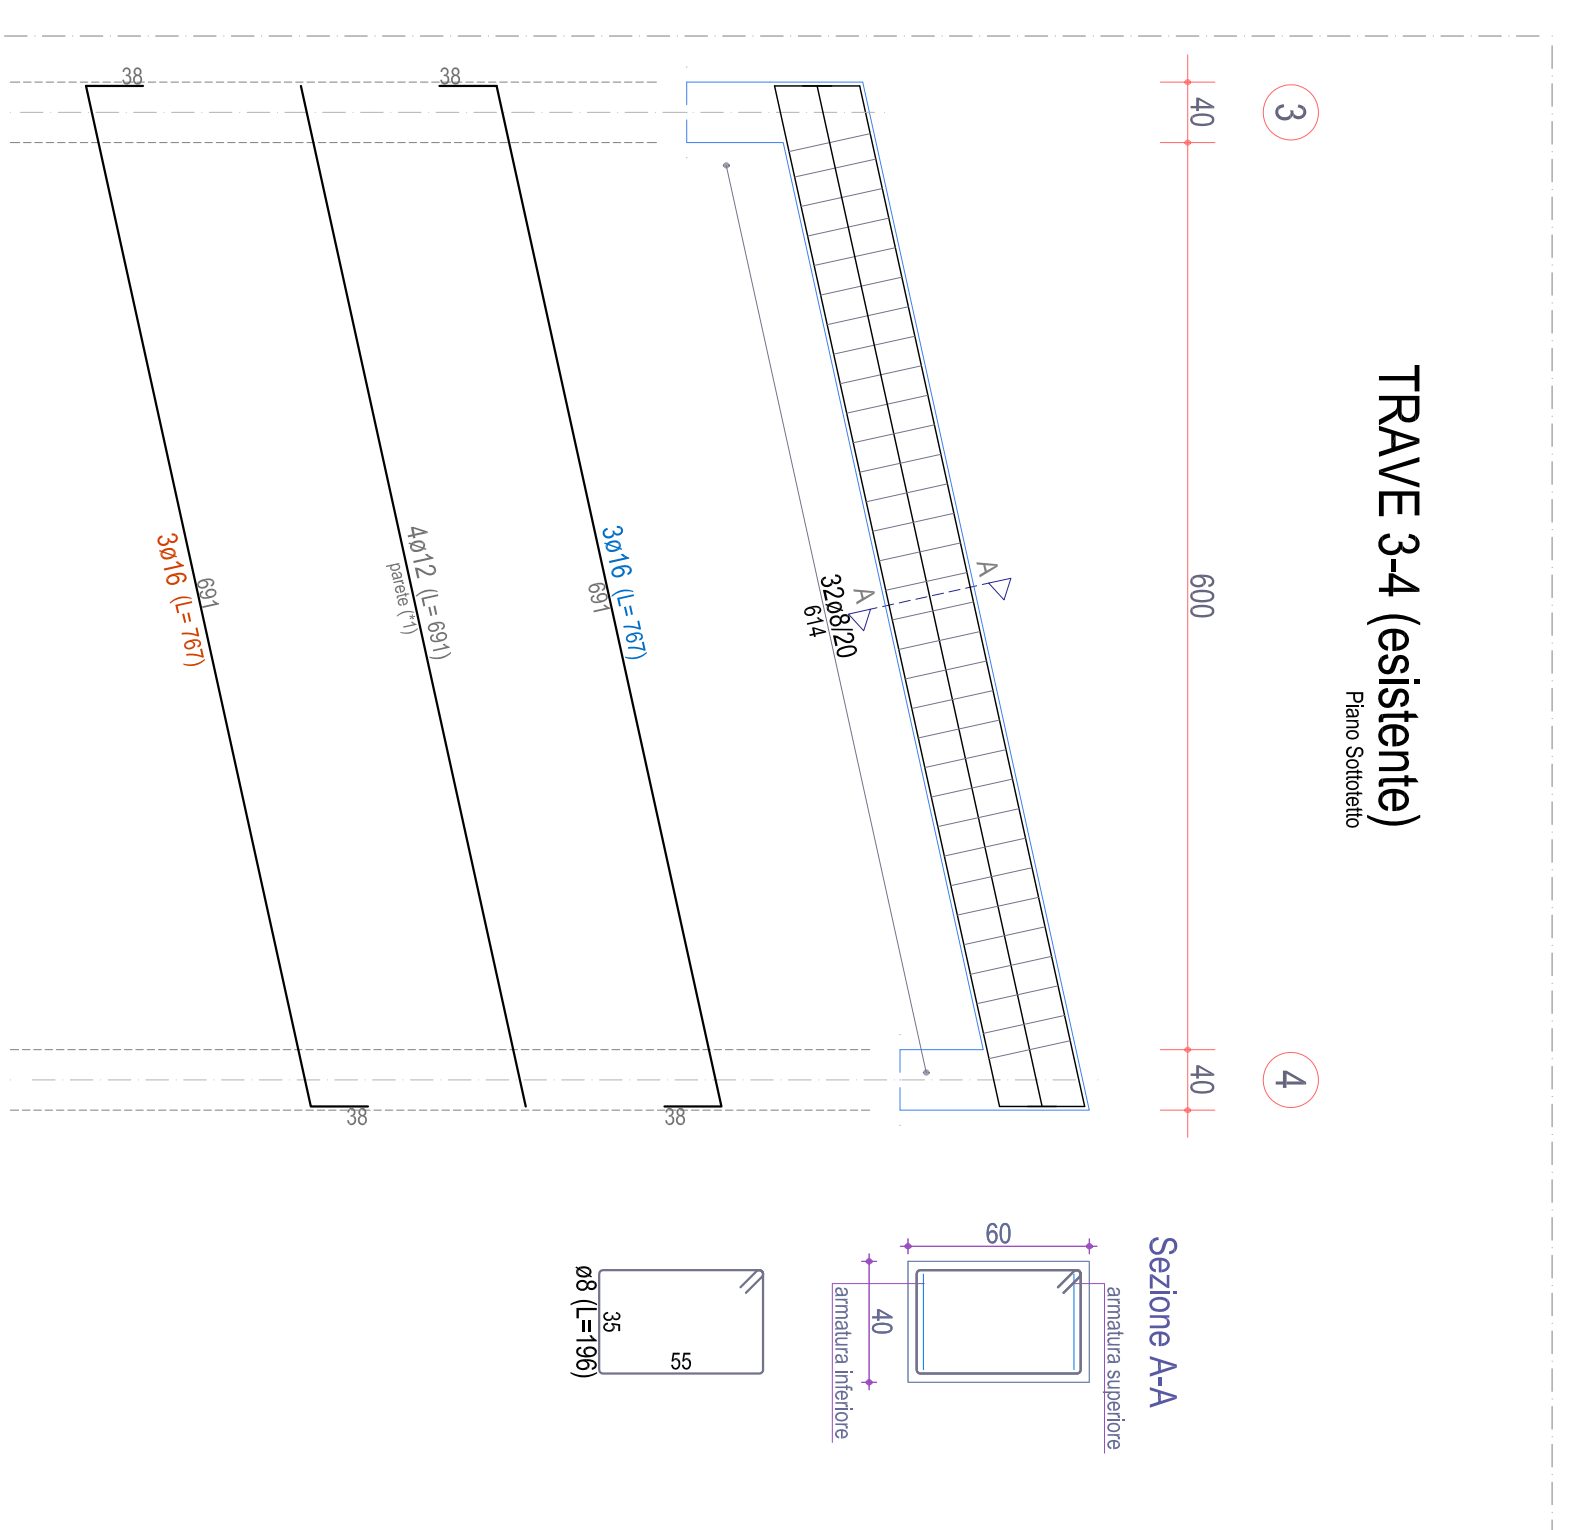 TRAVE 3-4 (esistente)
Piano Sottotetto
3
4
40
600
40
A
A
32ø8/20
614
38
3ø16 (L=767)
691
38
4ø12 (L=691)
parete (*1)
38
691
3ø16 (L=767)
38
Sezione A-A
armatura superiore
60
40
armatura inferiore
55
35
ø8 (L=196)